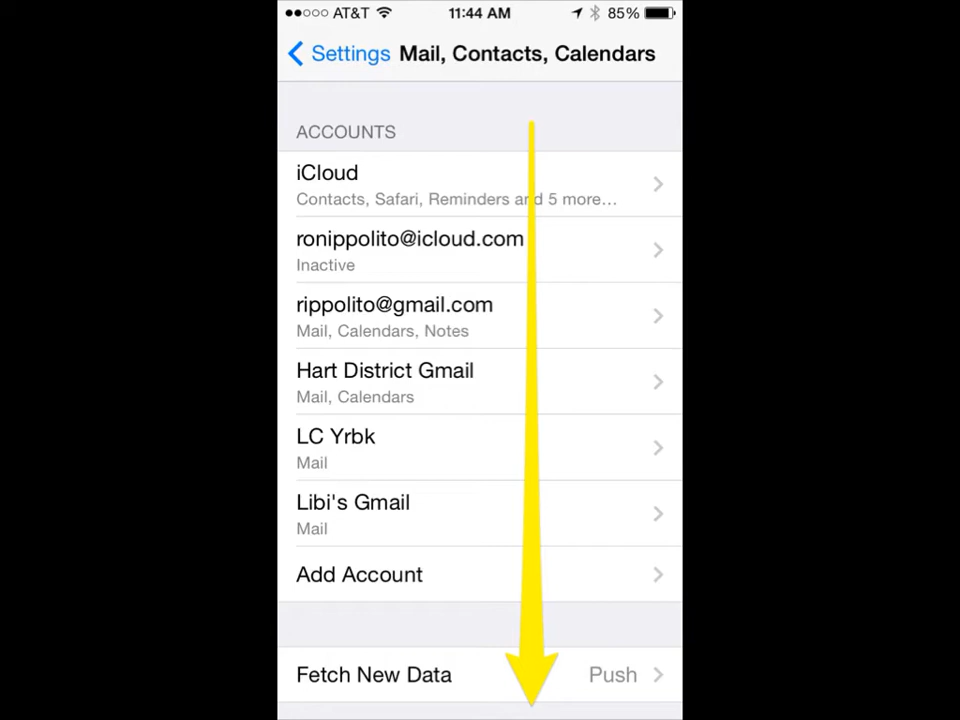 AT&T 11:44 AM 85%
Settings Mail, Contacts, Calendars
ACCOUNTS
iCloud
Contacts, Safari, Reminders and 5 more...
ronippolito@icloud.com
Inactive
rippolito@gmail.com
Mail, Calendars, Notes
Hart District Gmail
Mail, Calendars
LC Yrbk
Mail
Libi's Gmail
Mail
Add Account
Fetch New Data Push